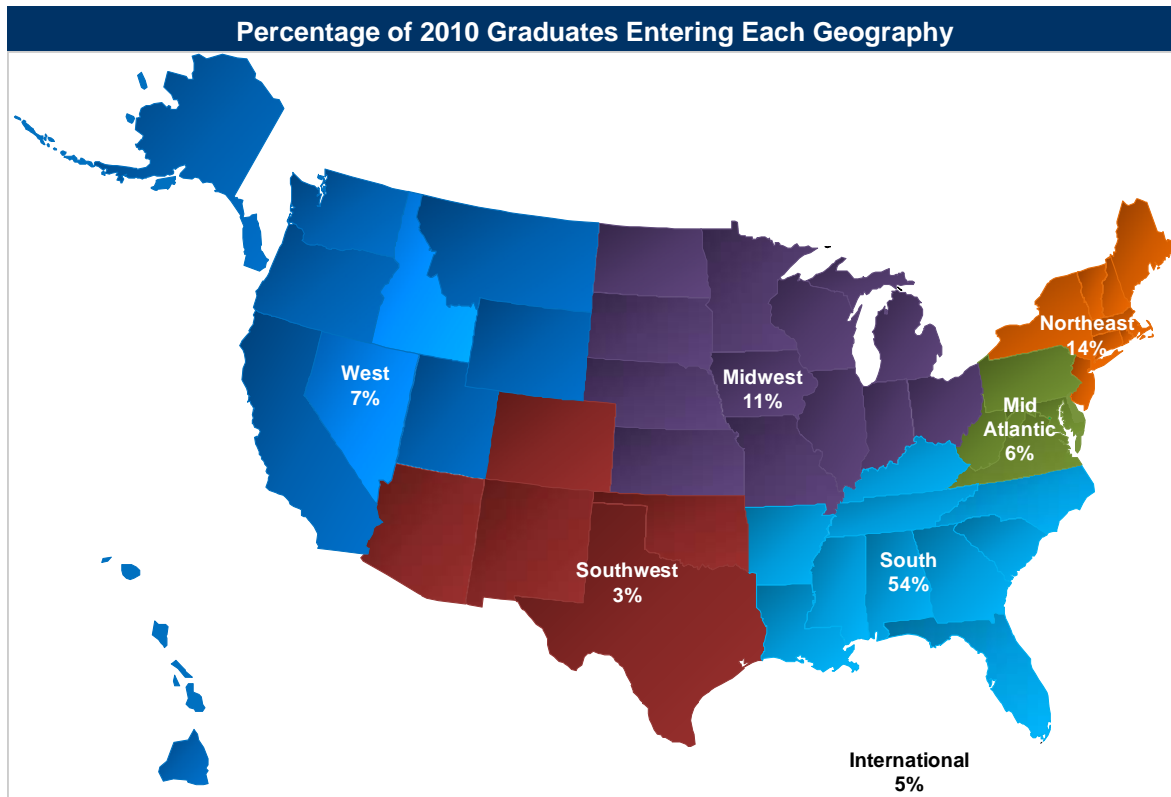 Percentage of 2010 Graduates Entering Each Geography
Northeast
14%
West
7%
Midwest
11%
Mid
Atlantic
6%
South
54%
Southwest
3%
International
5%